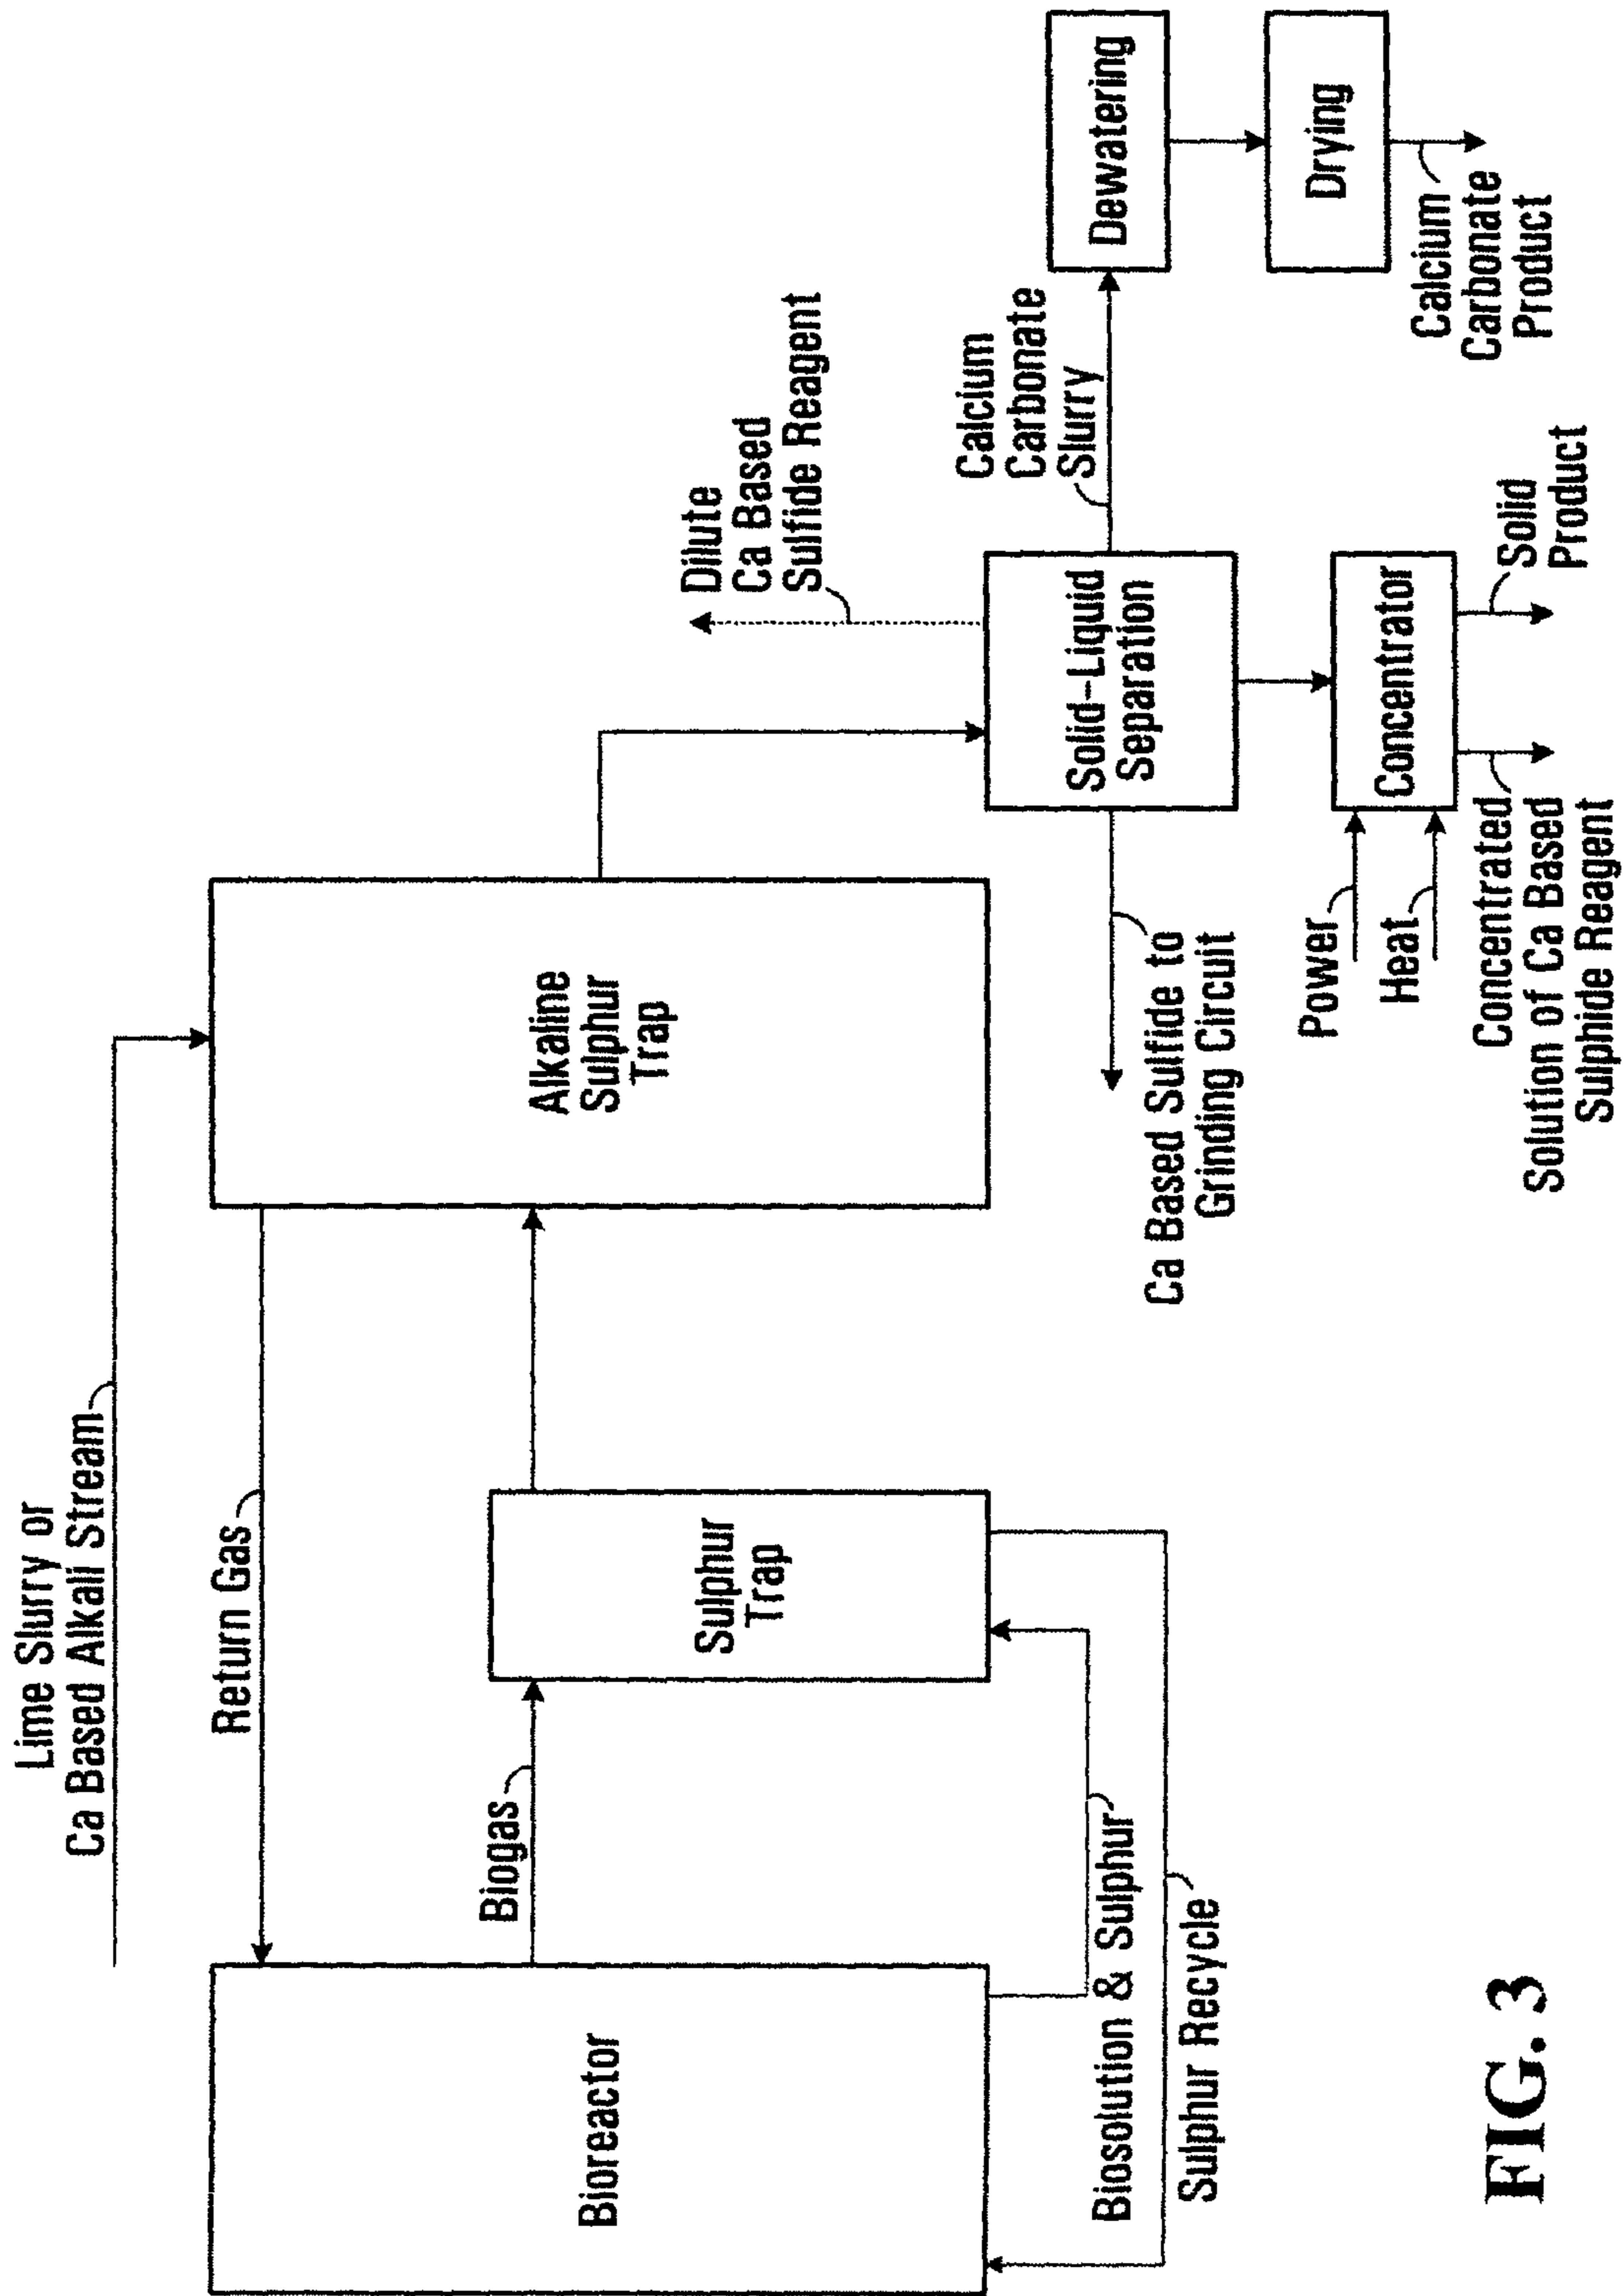 Lime Slurry or
Ca Based Alkali Stream
Return Gas
Bioreactor
Biogas
Sulphur
Trap
Alkaline
Sulphur
Trap
Biosolution & Sulphur
Sulphur Recycle
Dilute
Ca Based
Sulfide Reagent
Solid-Liquid
Separation
Calcium
Carbonate
Slurry
Dewatering
Drying
Calcium
Carbonate
Product
Ca Based Sulfide to
Grinding Circuit
Power
Heat
Concentrator
Concentrated
Solution of Ca Based
Sulphide Reagent
Solid
Product
FIG. 3